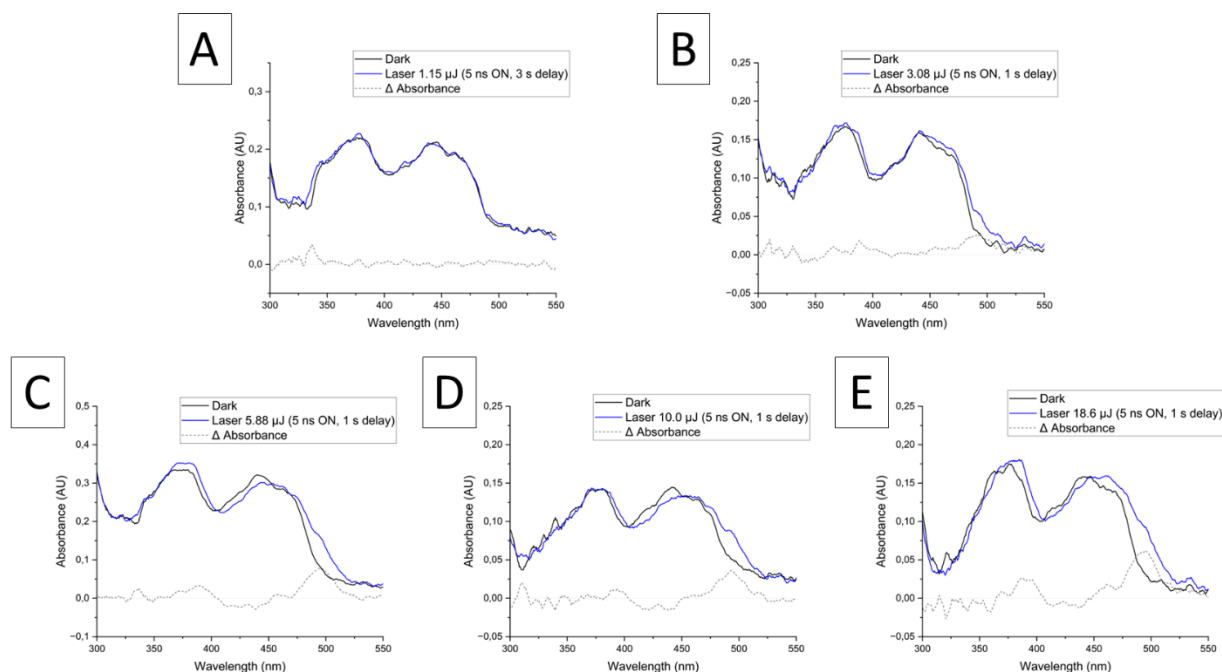 A
Dark
Laser 1.15 µJ (5 ns ON, 3 s delay)
Δ Absorbance
0,3
0,2
0,1
0,0
Absorbance (AU)
300 350 400 450 500 550
Wavelength (nm)
B
Dark
Laser 3.08 µJ (5 ns ON, 1 s delay)
Δ Absorbance
0,25
0,20
0,15
0,10
0,05
0,00
−0,05
Absorbance (AU)
300 350 400 450 500 550
Wavelength (nm)
C
Dark
Laser 5.88 µJ (5 ns ON, 1 s delay)
Δ Absorbance
0,5
0,4
0,3
0,2
0,1
0,0
−0,1
Absorbance (AU)
300 350 400 450 500 550
Wavelength (nm)
D
Dark
Laser 10.0 µJ (5 ns ON, 1 s delay)
Δ Absorbance
0,25
0,20
0,15
0,10
0,05
0,00
−0,05
Absorbance (AU)
300 350 400 450 500 550
Wavelength (nm)
E
Dark
Laser 18.6 µJ (5 ns ON, 1 s delay)
Δ Absorbance
0,25
0,20
0,15
0,10
0,05
0,00
−0,05
Absorbance (AU)
300 350 400 450 500 550
Wavelength (nm)